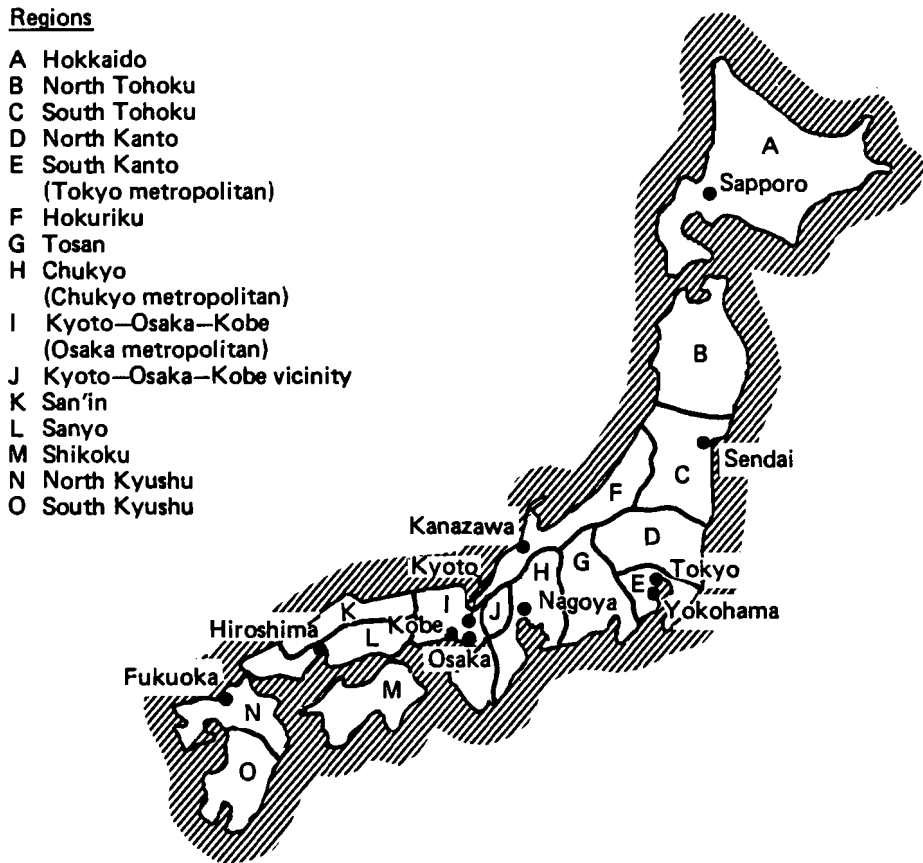 Regions
A Hokkaido
B North Tohoku
C South Tohoku
D North Kanto
E South Kanto
(Tokyo metropolitan)
F Hokuriku
G Tosan
H Chukyo
(Chukyo metropolitan)
I Kyoto—Osaka—Kobe
(Osaka metropolitan)
J Kyoto—Osaka—Kobe vicinity
K San'in
L Sanyo
M Shikoku
N North Kyushu
O South Kyushu
A
Sapporo
B
Sendai
C
F
Kanazawa
D
G
Kyoto
H
Tokyo
E
Nagoya
Yokohama
I
J
K
Kobe
Hiroshima
L
Osaka
Fukuoka
M
N
O